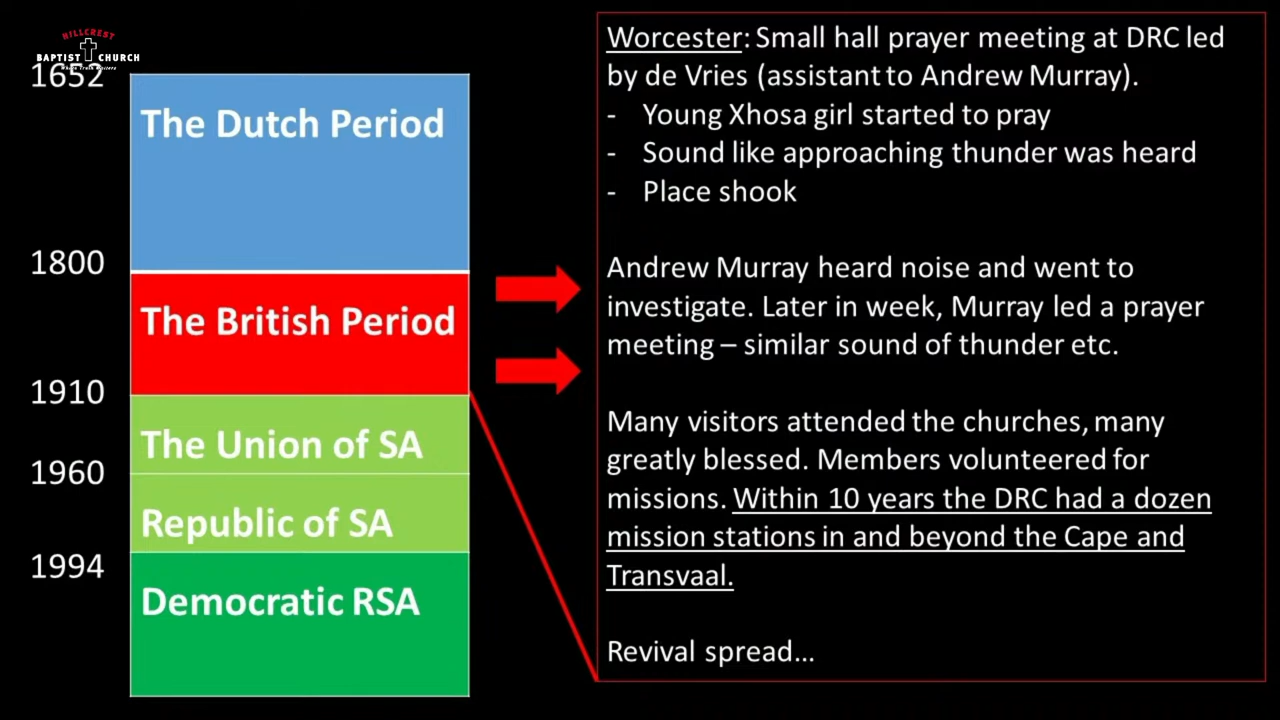 HILLCREST
BAPTIST CHURCH
Where Truth Matters
1652
The Dutch Period
1800
The British Period
1910
The Union of SA
1960
Republic of SA
1994
Democratic RSA
Worcester: Small hall prayer meeting at DRC led
by de Vries (assistant to Andrew Murray).
- Young Xhosa girl started to pray
- Sound like approaching thunder was heard
- Place shook
Andrew Murray heard noise and went to
investigate. Later in week, Murray led a prayer
meeting – similar sound of thunder etc.
Many visitors attended the churches, many
greatly blessed. Members volunteered for
missions. Within 10 years the DRC had a dozen
mission stations in and beyond the Cape and
Transvaal.
Revival spread...